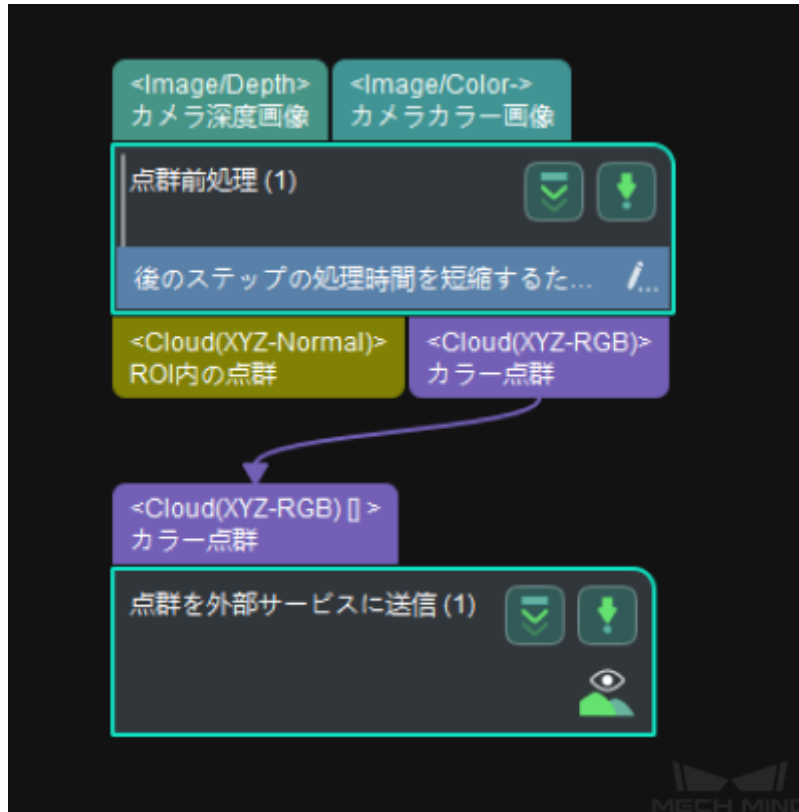 <Image/Depth>
カメラ深度画像
<Image/Color->
カメラカラー画像
点群前処理 (1)
後のステップの処理時間を短縮するた...
<Cloud(XYZ-Normal)>
ROI内の点群
<Cloud(XYZ-RGB)>
カラー点群
<Cloud(XYZ-RGB) [] >
カラー点群
点群を外部サービスに送信 (1)
MECH MIND